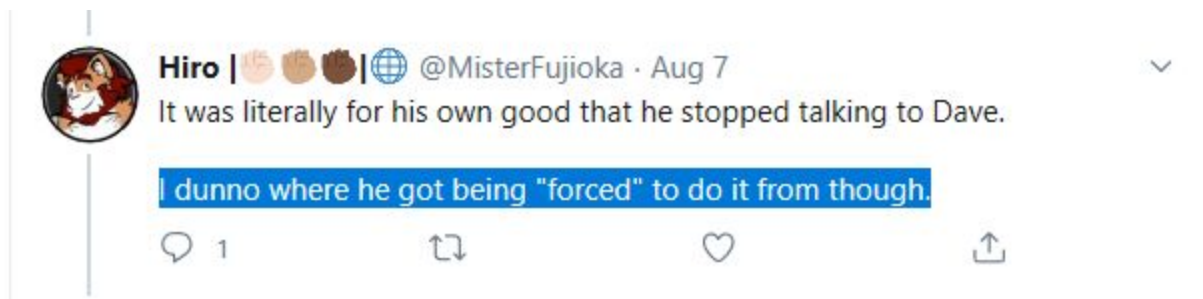 Hiro |✊🏻✊🏽✊🏿|🌐 @MisterFujioka · Aug 7
It was literally for his own good that he stopped talking to Dave.
I dunno where he got being "forced" to do it from though.
1